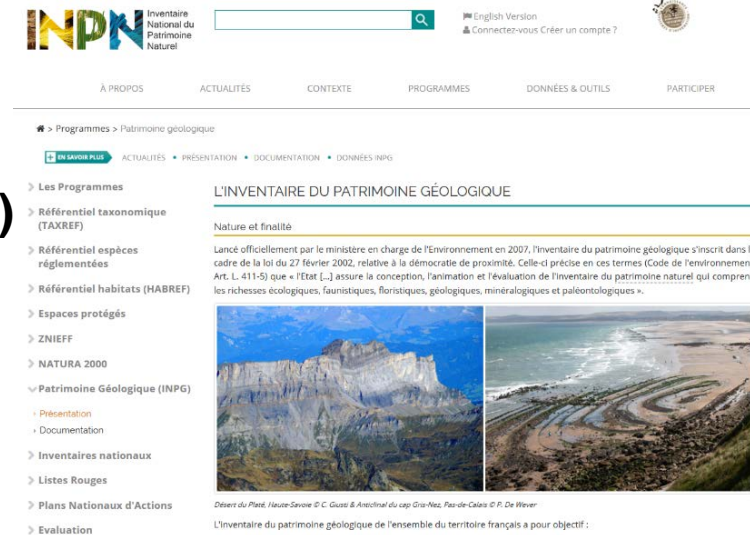 INPN
Inventaire
National du
Patrimoine
Naturel
English Version
Connectez-vous Créer un compte ?
À PROPOS
ACTUALITÉS
CONTEXTE
PROGRAMMES
DONNÉES & OUTILS
PARTICIPER
> Programmes > Patrimoine géologique
EN SAVOIR PLUS ACTUALITÉS • PRÉSENTATION • DOCUMENTATION • DONNÉES INPG
)
Les Programmes
Référentiel taxonomique
(TAXREF)
Référentiel espèces
réglementées
Référentiel habitats (HABREF)
Espaces protégés
ZNIEFF
NATURA 2000
Patrimoine Géologique (INPG)
Présentation
Documentation
Inventaires nationaux
Listes Rouges
Plans Nationaux d'Actions
Evaluation
L'INVENTAIRE DU PATRIMOINE GÉOLOGIQUE
Nature et finalité
Lancé officiellement par le ministère en charge de l'Environnement en 2007, l'inventaire du patrimoine géologique s'inscrit dans l
cadre de la loi du 27 février 2002, relative à la démocratie de proximité. Celle-ci précise en ces termes (Code de l'environnemen
Art. L. 411-5) que « l'Etat [...] assure la conception, l'animation et l'évaluation de l'inventaire du patrimoine naturel qui compren
les richesses écologiques, faunistiques, floristiques, géologiques, minéralogiques et paléontologiques ».
Désert du Platé, Haute-Savoie © C. Giusti & Anticlinal du cap Gris-Nez, Pas-de-Calais © P. De Wever
L'inventaire du patrimoine géologique de l'ensemble du territoire français a pour objectif :